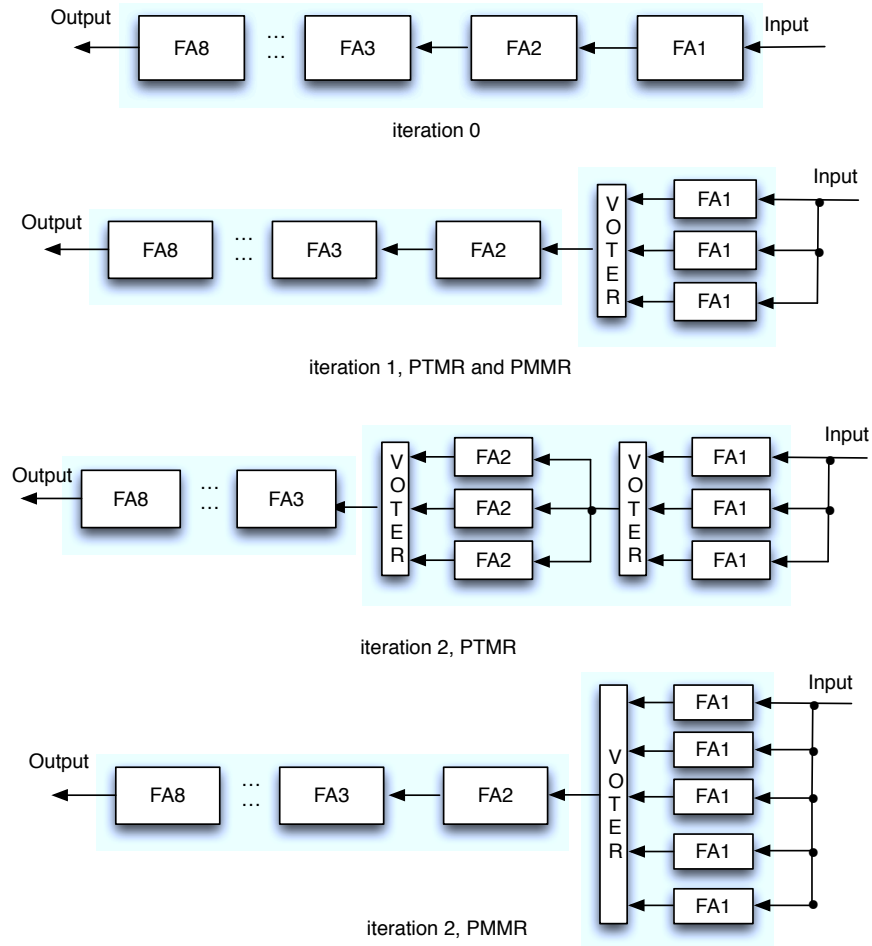 Output
FA8
...
...
FA3
FA2
FA1
Input
iteration 0
Output
FA8
...
...
FA3
FA2
VOTER
FA1
FA1
FA1
Input
iteration 1, PTMR and PMMR
Output
FA8
...
...
FA3
VOTER
FA2
FA2
FA2
VOTER
FA1
FA1
FA1
Input
iteration 2, PTMR
Output
FA8
...
...
FA3
FA2
VOTER
FA1
FA1
FA1
FA1
FA1
Input
iteration 2, PMMR